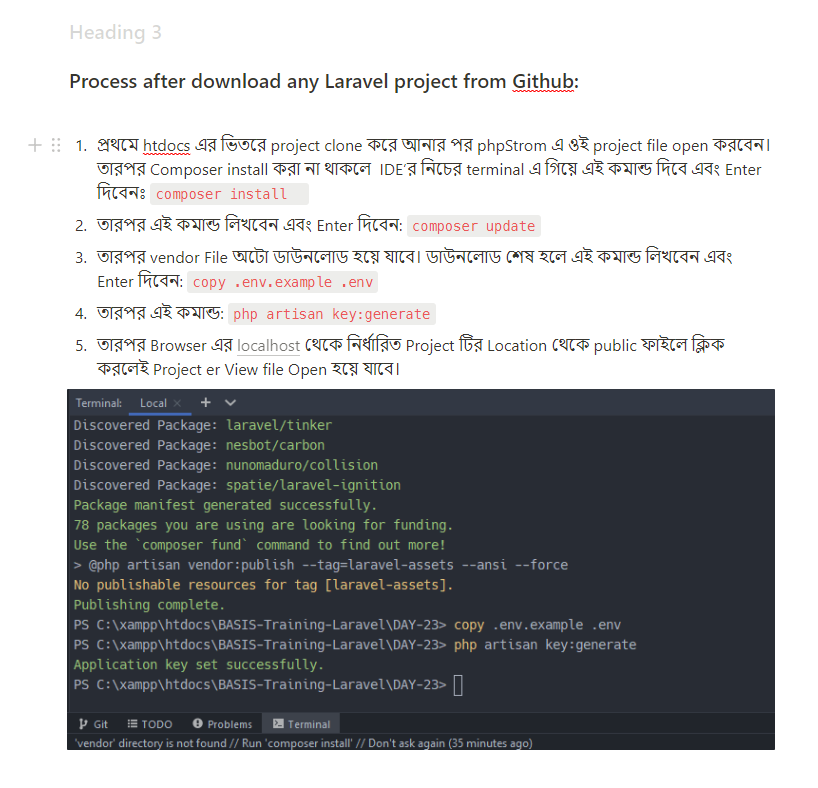 Heading 3
Process after download any Laravel project from Github:
1. প্রথমে htdocs এর ভিতরে project clone করে আনার পর phpStrom এ ওই project file open করবেন।
তারপর Composer install করা না থাকলে IDE'র নিচের terminal এ গিয়ে এই কমান্ড দিবে এবং Enter
দিবেনঃ composer install
2. তারপর এই কমান্ড লিখবেন এবং Enter দিবেন: composer update
3. তারপর vendor File অটো ডাউনলোড হয়ে যাবে। ডাউনলোড শেষ হলে এই কমান্ড লিখবেন এবং
Enter দিবেন: copy .env.example .env
4. তারপর এই কমান্ড: php artisan key:generate
5. তারপর Browser এর localhost থেকে নির্ধারিত Project টির Location থেকে public ফাইলে ক্লিক
করলেই Project er View file Open হয়ে যাবে।
Terminal: Local × +
Discovered Package: laravel/tinker
Discovered Package: nesbot/carbon
Discovered Package: nunomaduro/collision
Discovered Package: spatie/laravel-ignition
Package manifest generated successfully.
78 packages you are using are looking for funding.
Use the `composer fund` command to find out more!
> @php artisan vendor:publish --tag=laravel-assets --ansi --force
No publishable resources for tag [laravel-assets].
Publishing complete.
PS C:\xampp\htdocs\BASIS-Training-Laravel\DAY-23> copy .env.example .env
PS C:\xampp\htdocs\BASIS-Training-Laravel\DAY-23> php artisan key:generate
Application key set successfully.
PS C:\xampp\htdocs\BASIS-Training-Laravel\DAY-23>
Git TODO Problems Terminal
'vendor' directory is not found // Run 'composer install' // Don't ask again (35 minutes ago)